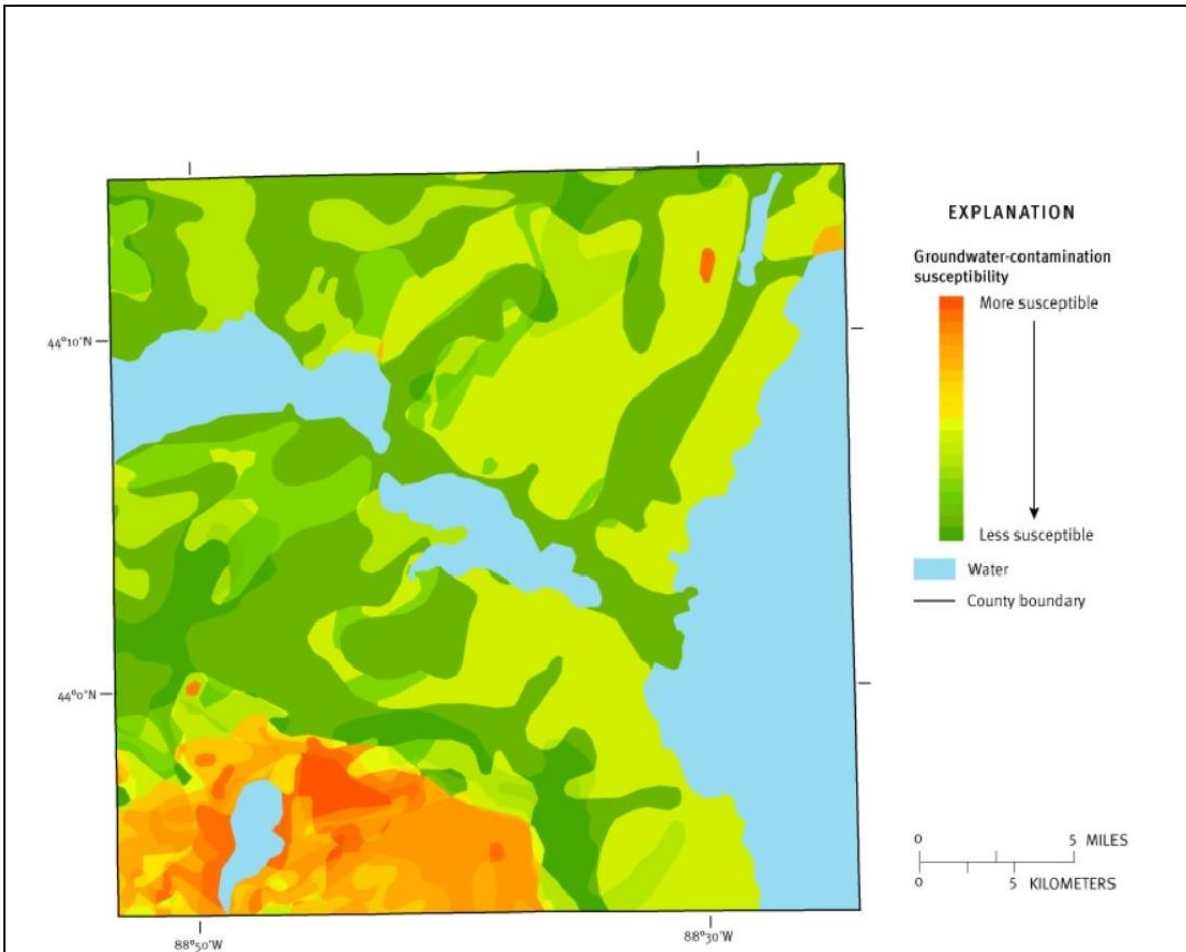 EXPLANATION
Groundwater-contamination
susceptibility
More susceptible
Less susceptible
Water
County boundary
44°10"N
44°0"N
88°50'W
88°30'W
0 5 MILES
0 5 KILOMETERS